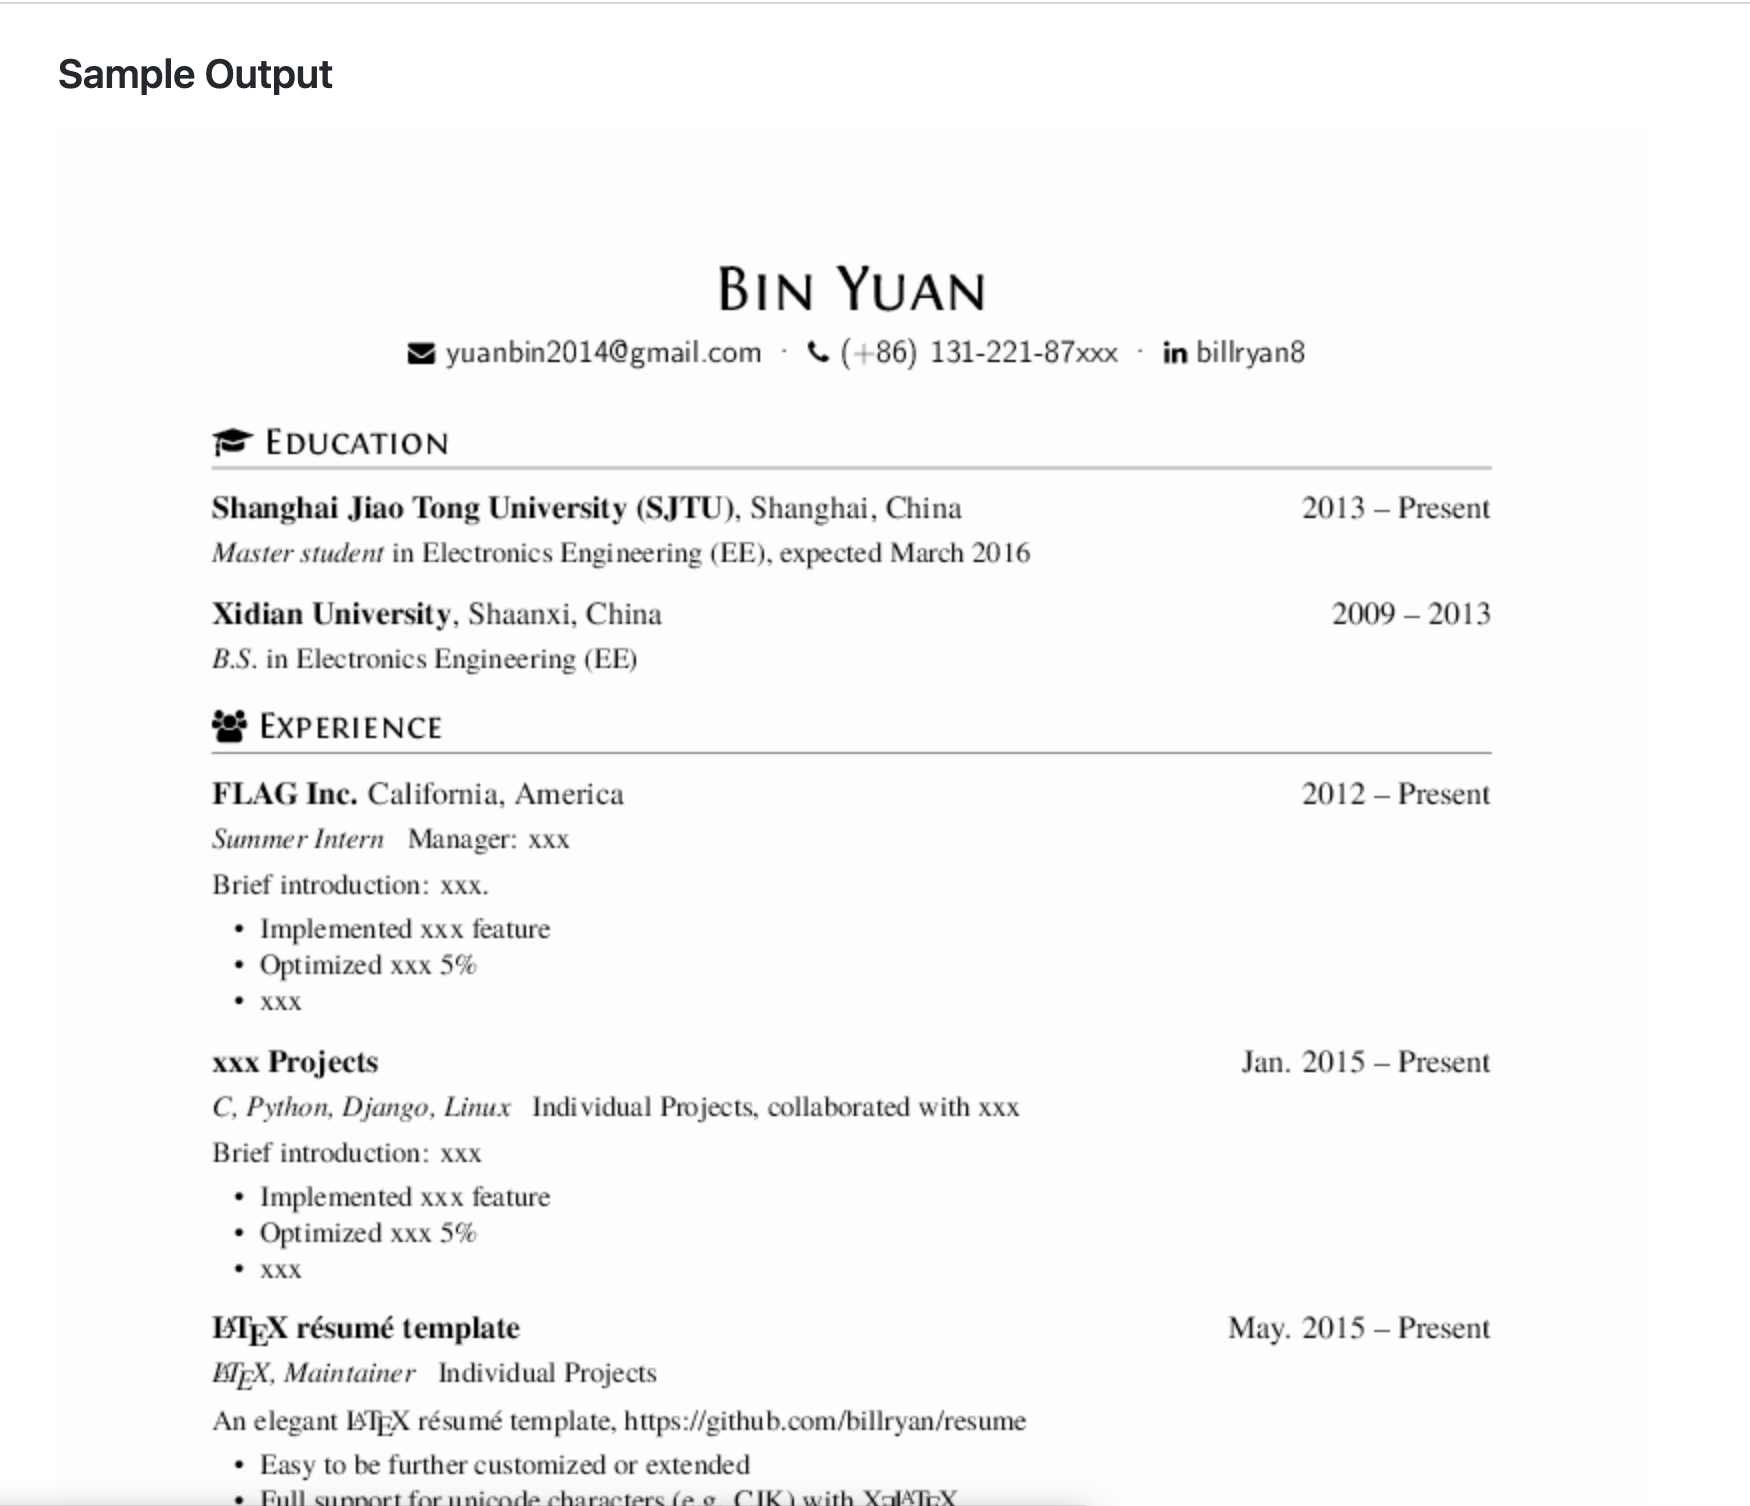 Sample Output
Bin Yuan
yuanbin2014@gmail.com · (+86) 131-221-87xxx · in billryan8
Education
Shanghai Jiao Tong University (SJTU), Shanghai, China 2013 – Present
Master student in Electronics Engineering (EE), expected March 2016
Xidian University, Shaanxi, China 2009 – 2013
B.S. in Electronics Engineering (EE)
Experience
FLAG Inc. California, America 2012 – Present
Summer Intern Manager: xxx
Brief introduction: xxx.
• Implemented xxx feature
• Optimized xxx 5%
• xxx
xxx Projects Jan. 2015 – Present
C, Python, Django, Linux Individual Projects, collaborated with xxx
Brief introduction: xxx
• Implemented xxx feature
• Optimized xxx 5%
• xxx
LATEX résumé template May. 2015 – Present
LATEX, Maintainer Individual Projects
An elegant LATEX résumé template, https://github.com/billryan/resume
• Easy to be further customized or extended
• Full support for unicode characters (e.g. CJK) with XƎLATEX